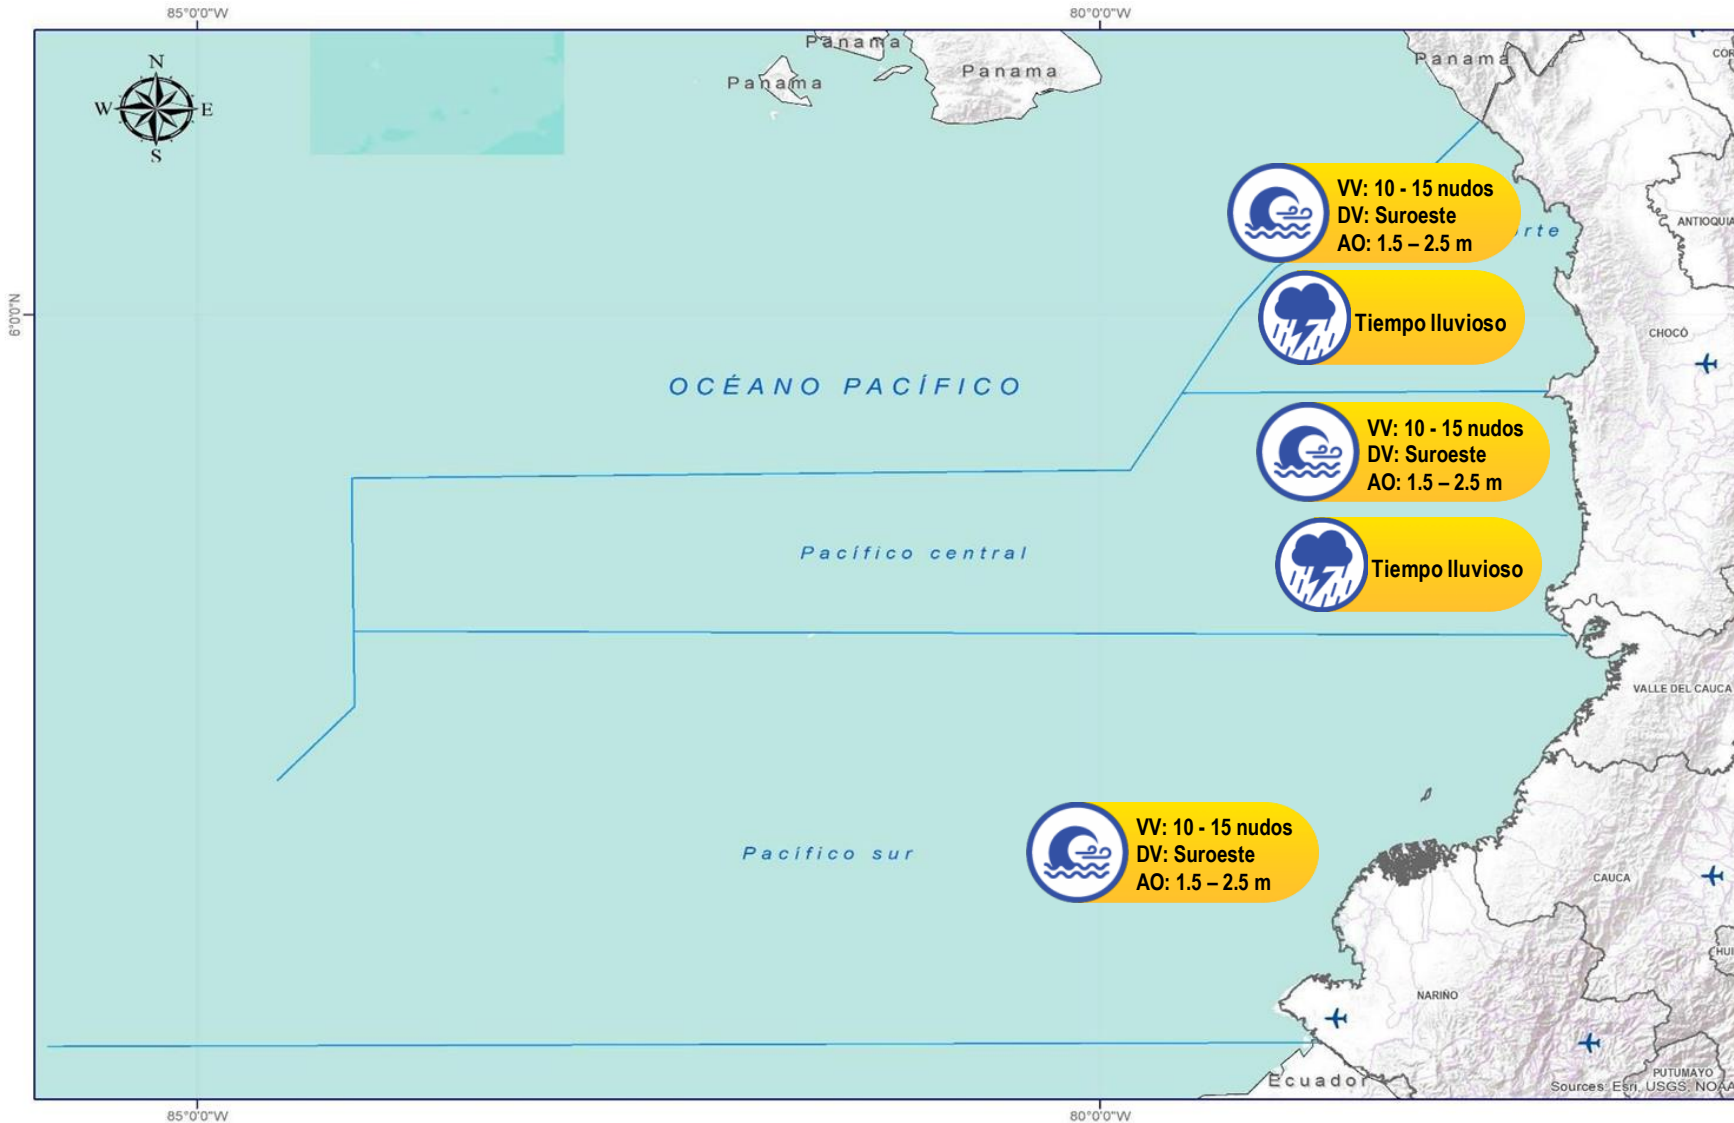 85°0'0"W
80°0'0"W
N
W
E
S
Panama
Panama
Panama
Panama
ANTIOQUIA
VV: 10 - 15 nudos
DV: Suroeste
AO: 1.5 – 2.5 m
6°0'0"N
Tiempo lluvioso
CHOCÓ
OCÉANO PACÍFICO
VV: 10 - 15 nudos
DV: Suroeste
AO: 1.5 – 2.5 m
Pacífico central
Tiempo lluvioso
VALLE DEL CAUCA
VV: 10 - 15 nudos
DV: Suroeste
AO: 1.5 – 2.5 m
Pacífico sur
CAUCA
NARIÑO
PUTUMAYO
Ecuador
Sources: Esri, USGS, NOAA
85°0'0"W
80°0'0"W